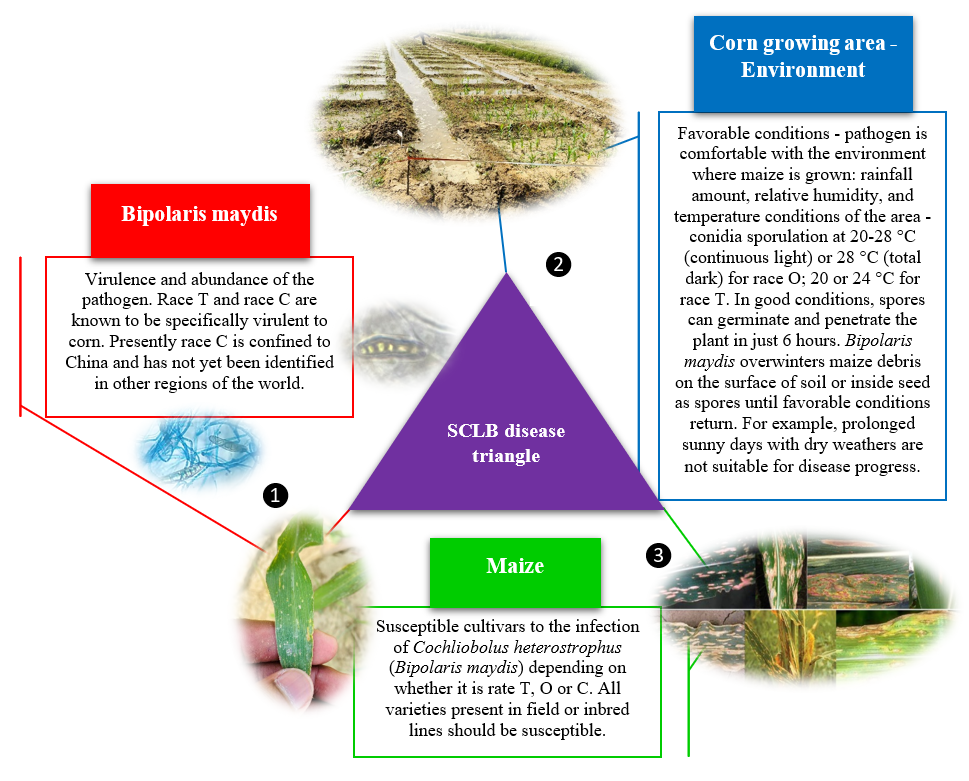 Corn growing area -
Environment
Favorable conditions - pathogen is
comfortable with the environment
where maize is grown: rainfall
amount, relative humidity, and
temperature conditions of the area -
conidia sporulation at 20-28 °C
(continuous light) or 28 °C (total
dark) for race O; 20 or 24 °C for
race T. In good conditions, spores
can germinate and penetrate the
plant in just 6 hours. Bipolaris
maydis overwinters maize debris
on the surface of soil or inside seed
as spores until favorable conditions
return. For example, prolonged
sunny days with dry weathers are
not suitable for disease progress.
Bipolaris maydis
Virulence and abundance of the
pathogen. Race T and race C are
known to be specifically virulent to
corn. Presently race C is confined to
China and has not yet been identified
in other regions of the world.
2
SCLB disease
triangle
1
3
Maize
Susceptible cultivars to the infection
of Cochliobolus heterostrophus
(Bipolaris maydis) depending on
whether it is rate T, O or C. All
varieties present in field or inbred
lines should be susceptible.